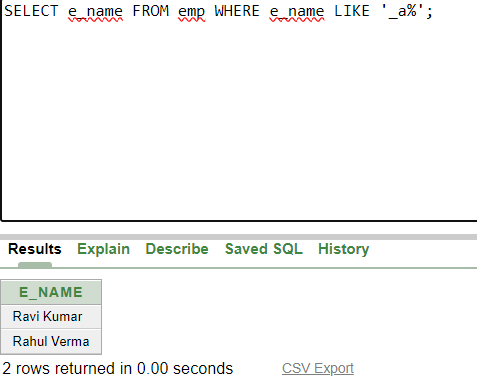 SELECT e_name FROM emp WHERE e_name LIKE '_a%';
Results Explain Describe Saved SQL History
E_NAME
Ravi Kumar
Rahul Verma
2 rows returned in 0.00 seconds CSV Export